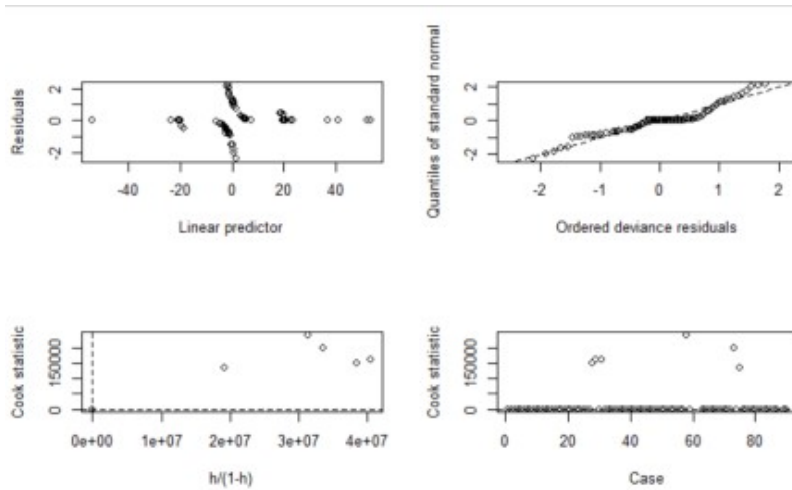 Residuals
2
0
-2
-40 -20 0 20 40
Linear predictor
Quantiles of standard normal
2
0
-2
-2 -1 0 1 2
Ordered deviance residuals
Cook statistic
150000
0
0e+00 1e+07 2e+07 3e+07 4e+07
h/(1-h)
Cook statistic
150000
0
0 20 40 60 80
Case